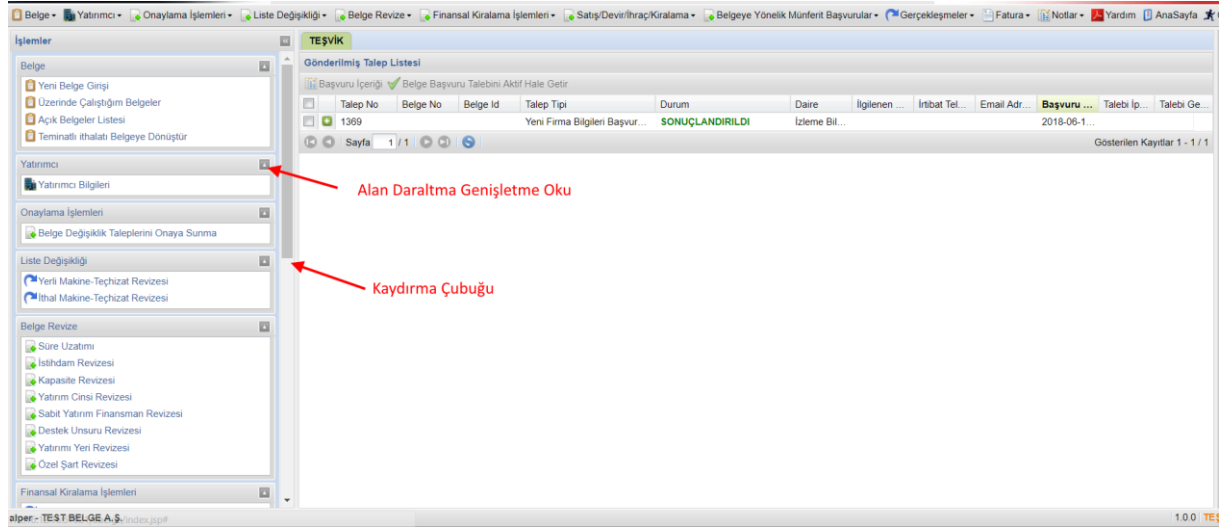 Belge Yatırımcı Onaylama İşlemleri Liste Değişikliği Belge Revize Finansal Kiralama İşlemleri Satış/Devir/İhraç/Kiralama Belgeye Yönelik Münferit Başvurular Gerçekleşmeler Fatura Notlar Yardım AnaSayfa
İşlemler
Belge
Yeni Belge Girişi
Üzerinde Çalıştığım Belgeler
Açık Belgeler Listesi
Teminatlı ithalatı Belgeye Dönüştür
Yatırımcı
Yatırımcı Bilgileri
Onaylama İşlemleri
Belge Değişiklik Taleplerini Onaya Sunma
Liste Değişikliği
Yerli Makine-Teçhizat Revizesi
İthal Makine-Teçhizat Revizesi
Belge Revize
Süre Uzatımı
İstihdam Revizesi
Kapasite Revizesi
Yatırım Cinsi Revizesi
Sabit Yatırım Finansman Revizesi
Destek Unsuru Revizesi
Yatırımı Yeri Revizesi
Özel Şart Revizesi
Finansal Kiralama İşlemleri
TEŞVİK
Gönderilmiş Talep Listesi
Başvuru İçeriği Belge Başvuru Talebini Aktif Hale Getir
Talep No Belge No Belge Id Talep Tipi Durum Daire İlgilenen ... İrtibat Tel... Email Adr... Başvuru ... Talebi İp... Talebi Ge...
1369 Yeni Firma Bilgileri Başvur... SONUÇLANDIRILDI İzleme Bil... 2018-06-1...
Sayfa 1 / 1 Gösterilen Kayıtlar 1 - 1 / 1
Alan Daraltma Genişletme Oku
Kaydırma Çubuğu
alper - TEST BELGE A.Ş. /index.jsp# 1.0.0 TEŞ